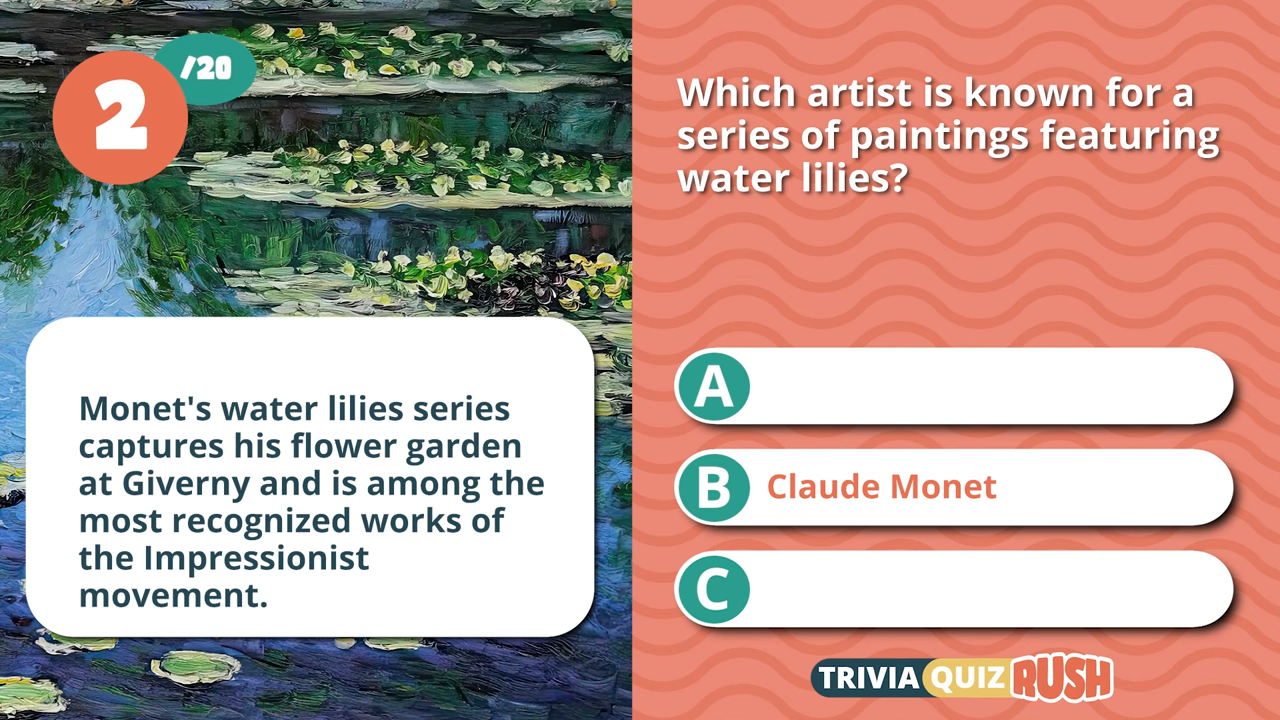 2
/20
Which artist is known for a
series of paintings featuring
water lilies?
Monet's water lilies series
captures his flower garden
at Giverny and is among the
most recognized works of
the Impressionist
movement.
A
B Claude Monet
C
TRIVIA QUIZ RUSH